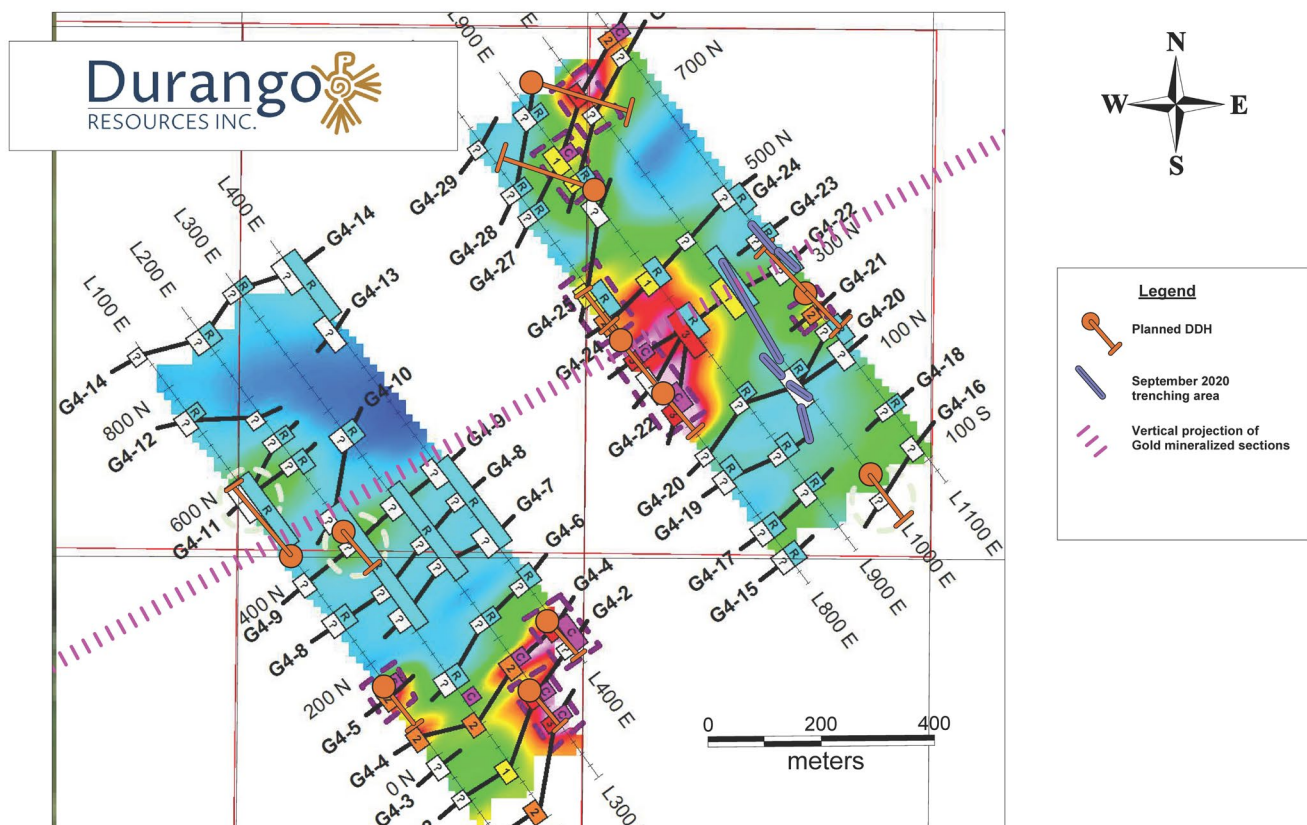 Durango
RESOURCES INC.
N
W E
S
L900 E
E
700 N
500 N
G4-24
G4-23
G4-22
300 N
G4-21
G4-20
100 N
G4-18
G4-16
100 S
L1100 E
L1000 E
L900 E
L800 E
G4-29
G4-28
G4-27
G4-25
G4-24
G4-22
G4-20
G4-19
G4-17
G4-15
L400 E
L300 E
L200 E
L100 E
G4-14
G4-13
G4-14
G4-10
800 N
G4-12
G4-9
G4-8
G4-7
G4-6
G4-4
G4-2
600 N
G4-11
400 N
G4-9
G4-8
200 N
G4-5
G4-4
0 N
G4-3
L400 E
L300
0 200 400
meters
Legend
Planned DDH
September 2020
trenching area
Vertical projection of
Gold mineralized sections